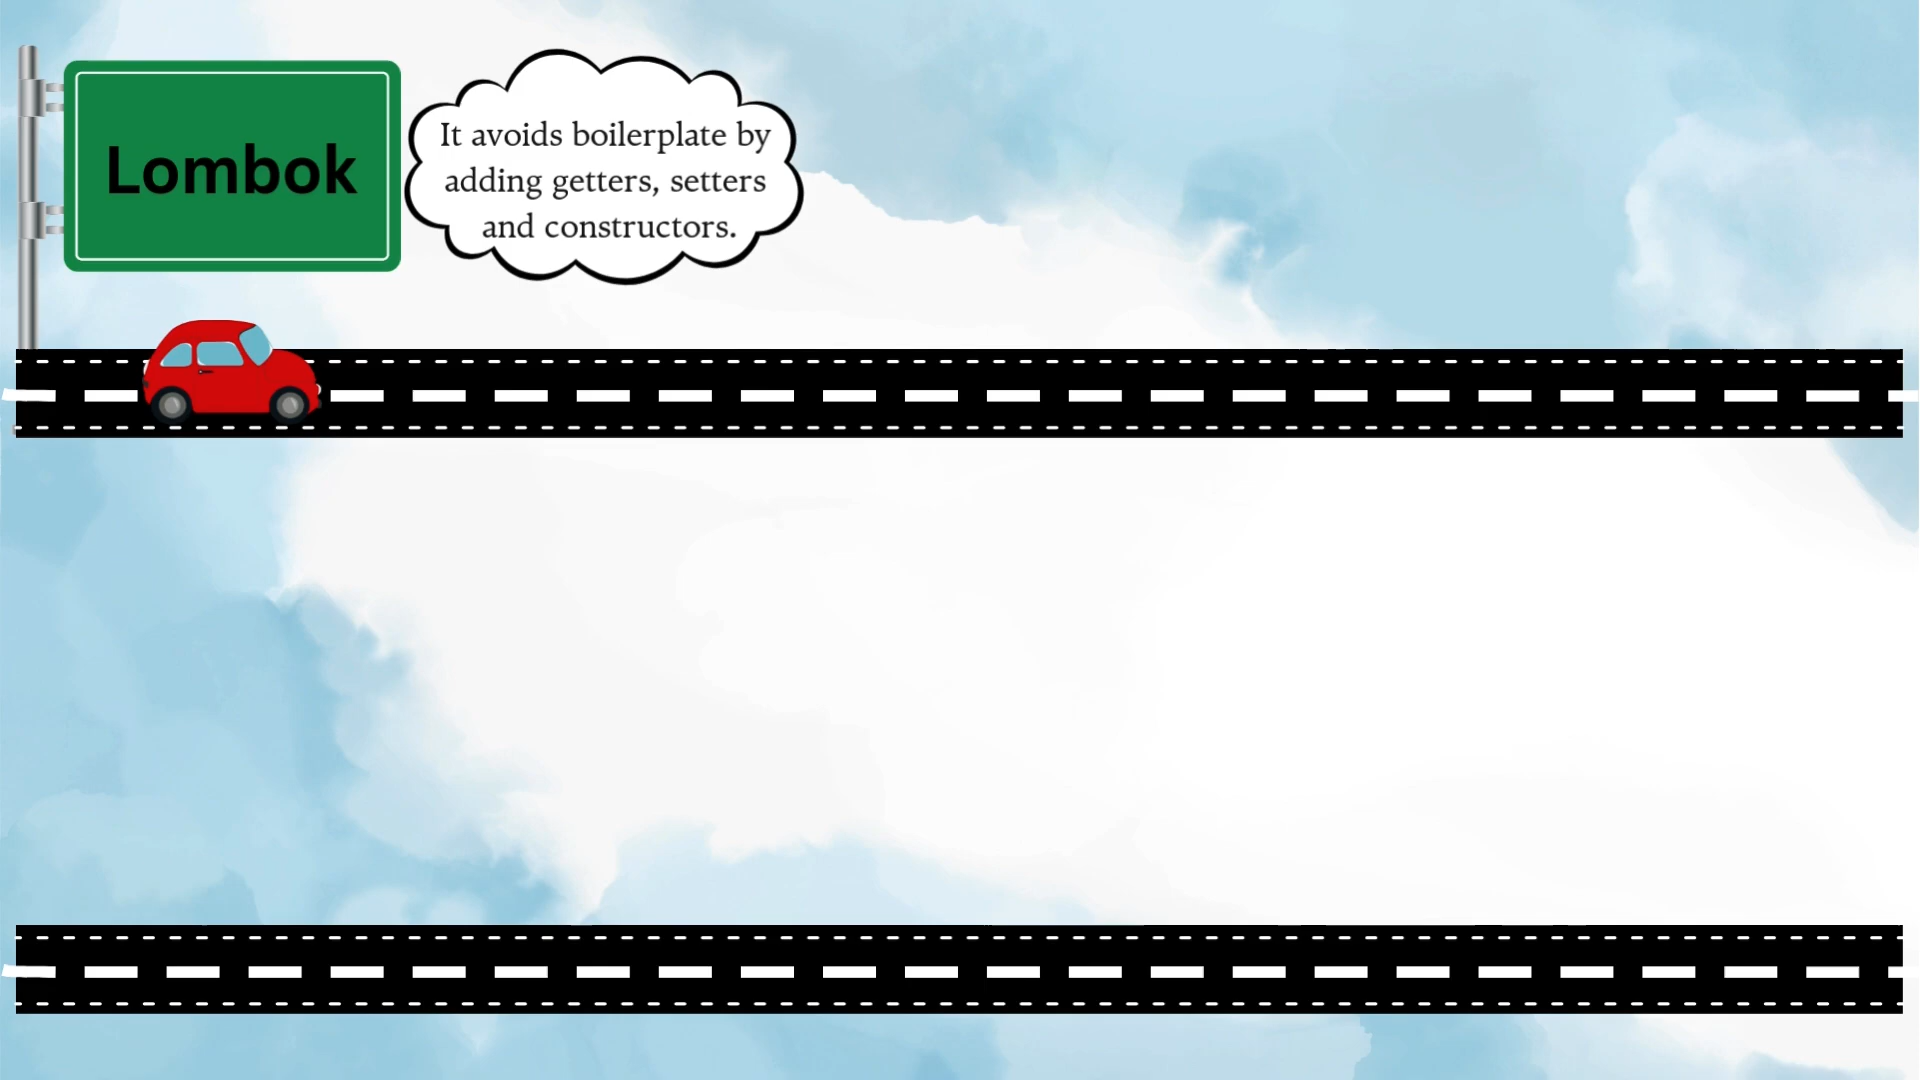 Lombok
It avoids boilerplate by
adding getters, setters
and constructors.